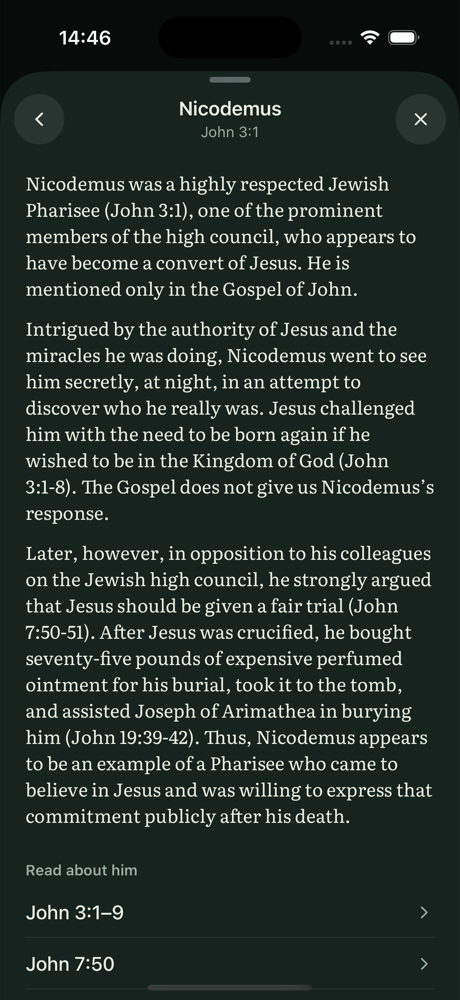 14:46
Nicodemus
John 3:1
Nicodemus was a highly respected Jewish
Pharisee (John 3:1), one of the prominent
members of the high council, who appears to
have become a convert of Jesus. He is
mentioned only in the Gospel of John.
Intrigued by the authority of Jesus and the
miracles he was doing, Nicodemus went to see
him secretly, at night, in an attempt to
discover who he really was. Jesus challenged
him with the need to be born again if he
wished to be in the Kingdom of God (John
3:1-8). The Gospel does not give us Nicodemus’s
response.
Later, however, in opposition to his colleagues
on the Jewish high council, he strongly argued
that Jesus should be given a fair trial (John
7:50-51). After Jesus was crucified, he bought
seventy-five pounds of expensive perfumed
ointment for his burial, took it to the tomb,
and assisted Joseph of Arimathea in burying
him (John 19:39-42). Thus, Nicodemus appears
to be an example of a Pharisee who came to
believe in Jesus and was willing to express that
commitment publicly after his death.
Read about him
John 3:1–9
John 7:50